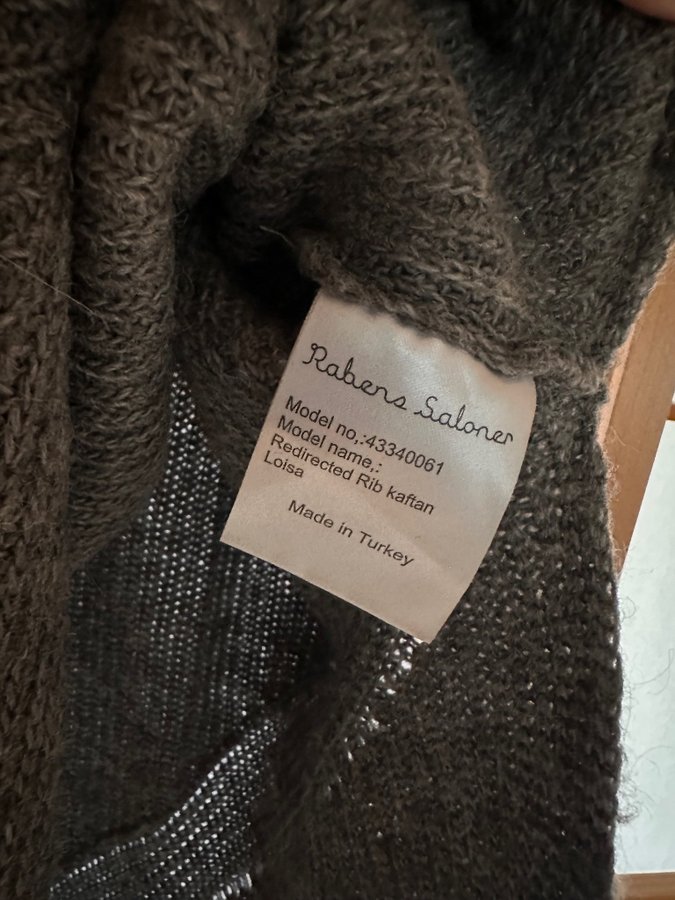 Rabens Saloner
Model no,:43340061
Model name,:
Redirected Rib kaftan
Loisa
Made in Turkey